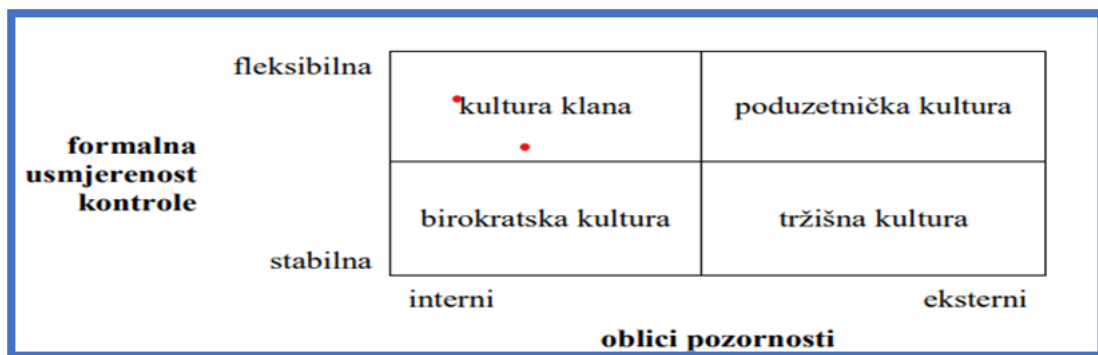 fleksibilna
kultura klana
poduzetnička kultura
formalna
usmjerenost
kontrole
birokratska kultura
tržišna kultura
stabilna
interni
eksterni
oblici pozornosti